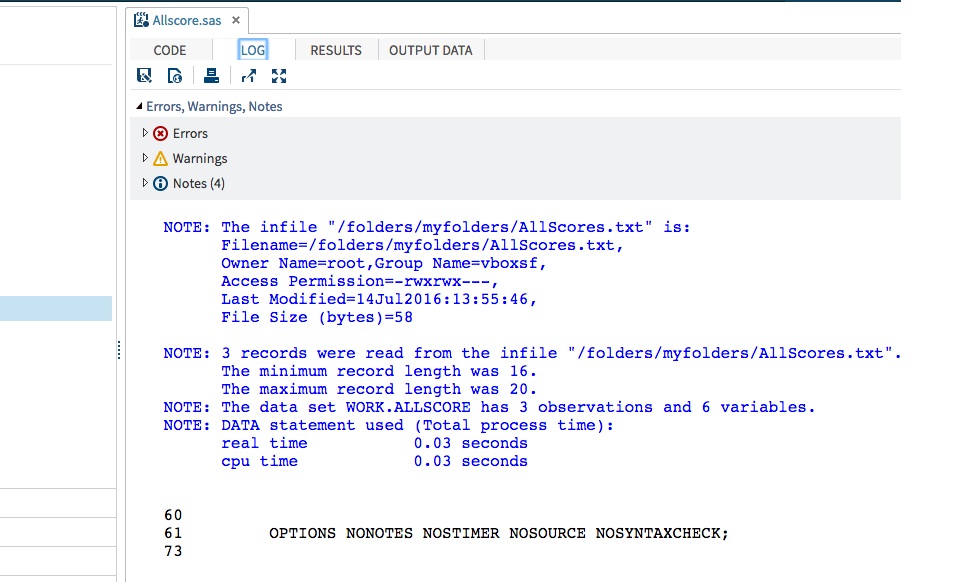 Allscore.sas ×
CODE LOG RESULTS OUTPUT DATA
Errors, Warnings, Notes
Errors
Warnings
Notes (4)
NOTE: The infile "/folders/myfolders/AllScores.txt" is:
Filename=/folders/myfolders/AllScores.txt,
Owner Name=root,Group Name=vboxsf,
Access Permission=-rwxrwx---,
Last Modified=14Jul2016:13:55:46,
File Size (bytes)=58
NOTE: 3 records were read from the infile "/folders/myfolders/AllScores.txt".
The minimum record length was 16.
The maximum record length was 20.
NOTE: The data set WORK.ALLSCORE has 3 observations and 6 variables.
NOTE: DATA statement used (Total process time):
real time 0.03 seconds
cpu time 0.03 seconds
60
61 OPTIONS NONOTES NOSTIMER NOSOURCE NOSYNTAXCHECK;
73